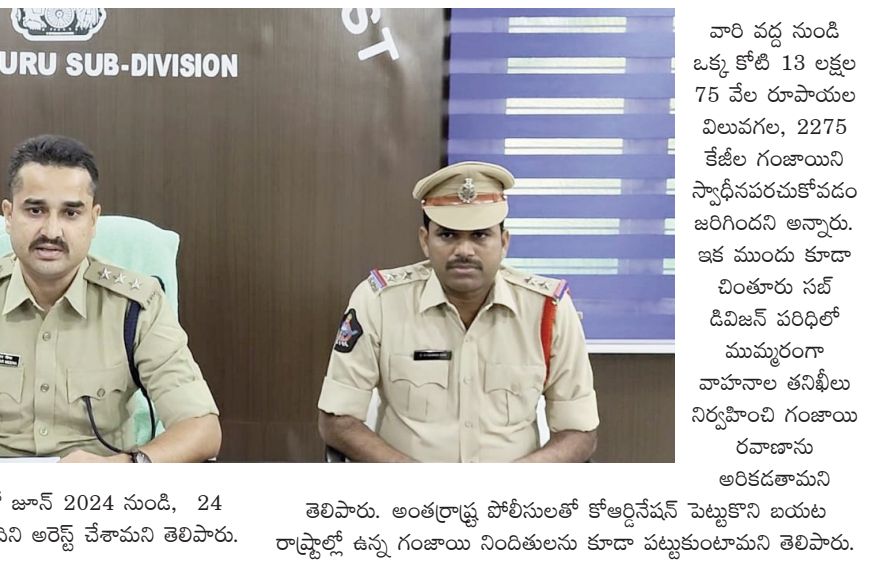 URU SUB-DIVISION
ST
వారి వద్ద నుండి
ఒక్క కోటి 13 లక్షల
75 వేల రూపాయల
విలువగల, 2275
కేజీల గంజాయిని
స్వాధీనపరచుకోవడం
జరిగిందని అన్నారు.
ఇక ముందు కూడా
చింతూరు సబ్
డివిజన్ పరిధిలో
ముమ్మరంగా
వాహనాల తనిఖీలు
నిర్వహించి గంజాయి
రవాణాను
అరికడతామని
జూన్ 2024 నుండి, 24
అరెస్ట్ చేశామని తెలిపారు.
తెలిపారు. అంతర్రాష్ట్ర పోలీసులతో కోఆర్డినేషన్ పెట్టుకొని బయట
రాష్ట్రాల్లో ఉన్న గంజాయి నిందితులను కూడా పట్టుకుంటామని తెలిపారు.